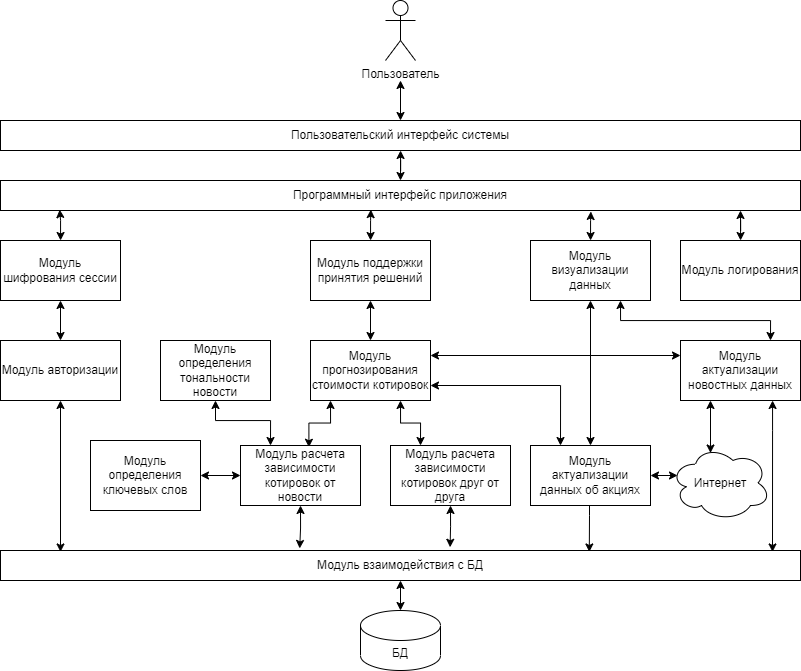 Пользователь
Пользовательский интерфейс системы
Программный интерфейс приложения
Модуль
шифрования сессии
Модуль поддержки
принятия решений
Модуль
визуализации
данных
Модуль логирования
Модуль авторизации
Модуль
определения
тональности
новости
Модуль
прогнозирования
стоимости котировок
Модуль
актуализации
новостных данных
Модуль
определения
ключевых слов
Модуль расчета
зависимости
котировок от
новости
Модуль расчета
зависимости
котировок друг от
друга
Модуль
актуализации
данных об акциях
Интернет
Модуль взаимодействия с БД
БД